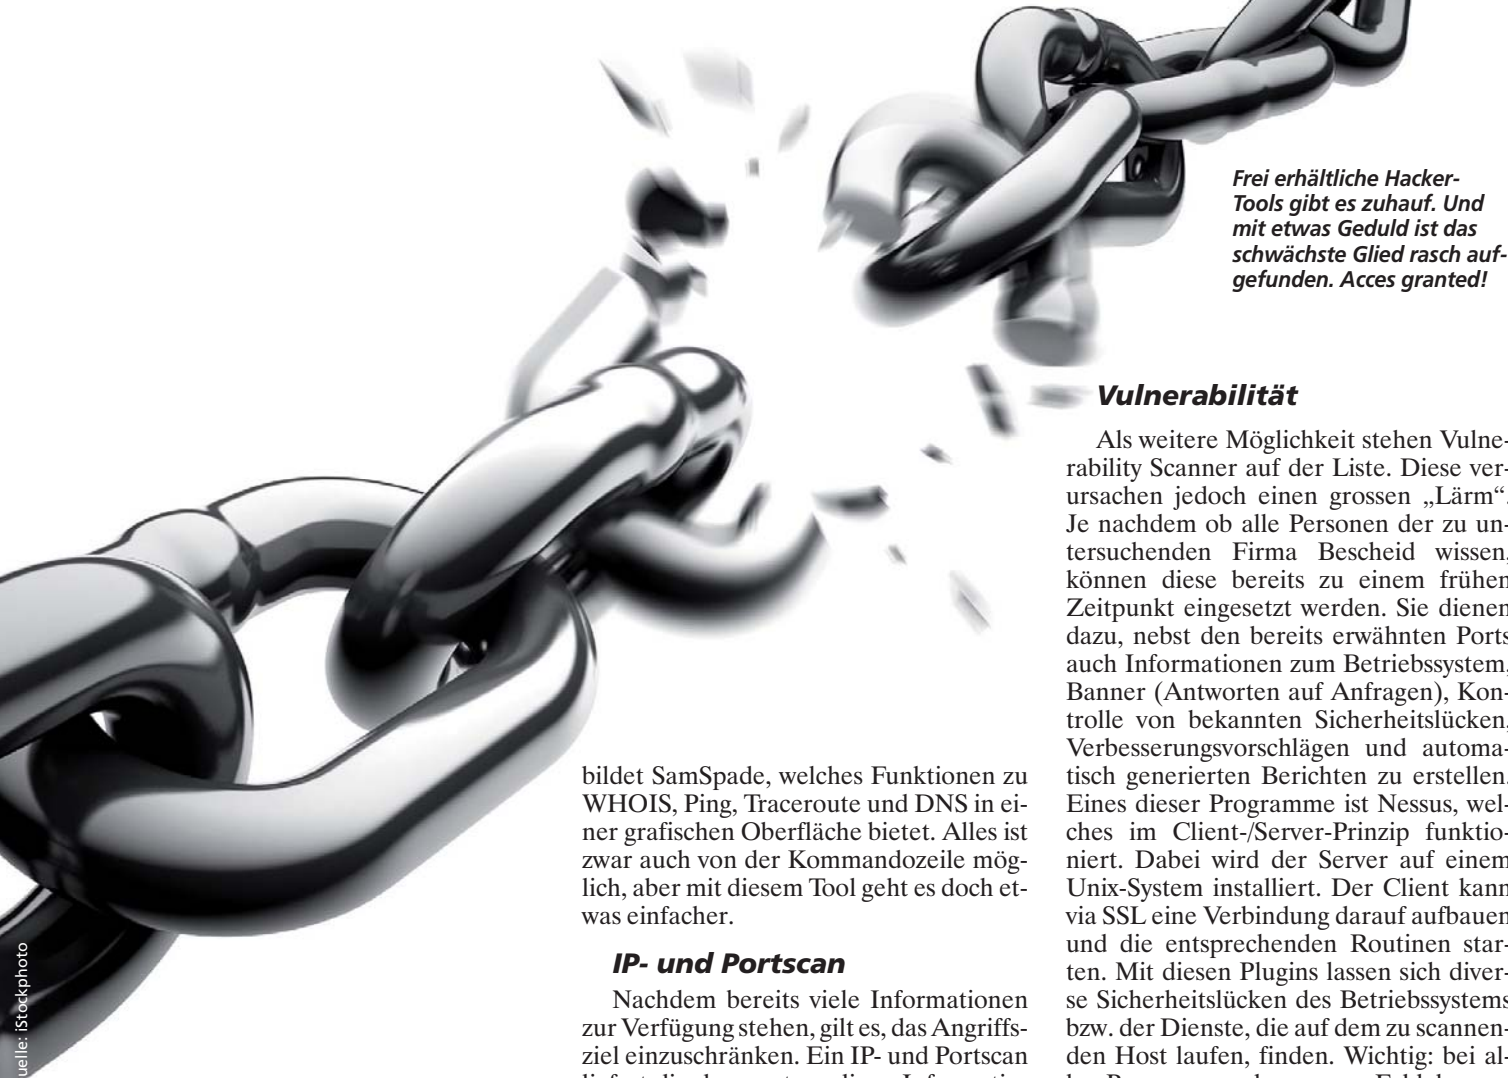 Frei erhältliche Hacker-
Tools gibt es zuhauf. Und
mit etwas Geduld ist das
schwächste Glied rasch auf-
gefunden. Acces granted!
bildet SamSpade, welches Funktionen zu
WHOIS, Ping, Traceroute und DNS in ei-
ner grafischen Oberfläche bietet. Alles ist
zwar auch von der Kommandozeile mög-
lich, aber mit diesem Tool geht es doch et-
was einfacher.
IP- und Portscan
Nachdem bereits viele Informationen
zur Verfügung stehen, gilt es, das Angriffs-
ziel einzuschränken. Ein IP- und Portscan
Vulnerabilität
Als weitere Möglichkeit stehen Vulne-
rability Scanner auf der Liste. Diese ver-
ursachen jedoch einen grossen „Lärm“.
Je nachdem ob alle Personen der zu un-
tersuchenden Firma Bescheid wissen,
können diese bereits zu einem frühen
Zeitpunkt eingesetzt werden. Sie dienen
dazu, nebst den bereits erwähnten Ports
auch Informationen zum Betriebssystem,
Banner (Antworten auf Anfragen), Kon-
trolle von bekannten Sicherheitslücken,
Verbesserungsvorschlägen und automa-
tisch generierten Berichten zu erstellen.
Eines dieser Programme ist Nessus, wel-
ches im Client-/Server-Prinzip funktio-
niert. Dabei wird der Server auf einem
Unix-System installiert. Der Client kann
via SSL eine Verbindung darauf aufbauen
und die entsprechenden Routinen star-
ten. Mit diesen Plugins lassen sich diver-
se Sicherheitslücken des Betriebssystems
bzw. der Dienste, die auf dem zu scannen-
den Host laufen, finden. Wichtig: bei al-
uelle: iStockphoto